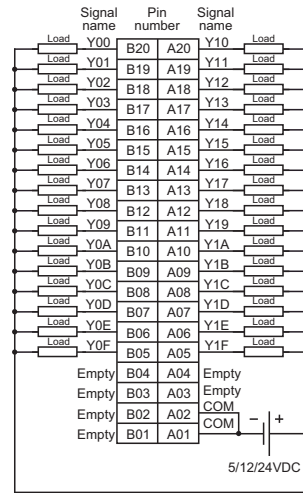 Signal name Pin number Signal name
Load Y00 B20 A20 Y10 Load
Load Y01 B19 A19 Y11 Load
Load Y02 B18 A18 Y12 Load
Load Y03 B17 A17 Y13 Load
Load Y04 B16 A16 Y14 Load
Load Y05 B15 A15 Y15 Load
Load Y06 B14 A14 Y16 Load
Load Y07 B13 A13 Y17 Load
Load Y08 B12 A12 Y18 Load
Load Y09 B11 A11 Y19 Load
Load Y0A B10 A10 Y1A Load
Load Y0B B09 A09 Y1B Load
Load Y0C B08 A08 Y1C Load
Load Y0D B07 A07 Y1D Load
Load Y0E B06 A06 Y1E Load
Load Y0F B05 A05 Y1F Load
Empty B04 A04 Empty
Empty B03 A03 Empty
Empty B02 A02 COM
Empty B01 A01 COM
− +
5/12/24VDC